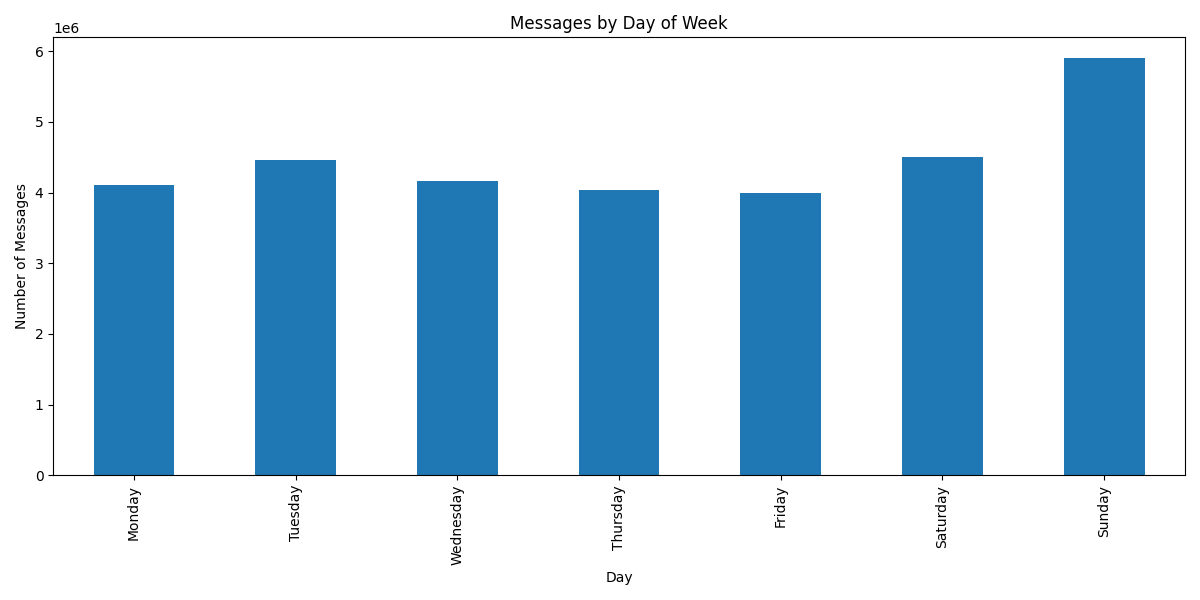 Messages by Day of Week
1e6
6
5
4
3
2
1
0
Number of Messages
Monday
Tuesday
Wednesday
Thursday
Friday
Saturday
Sunday
Day